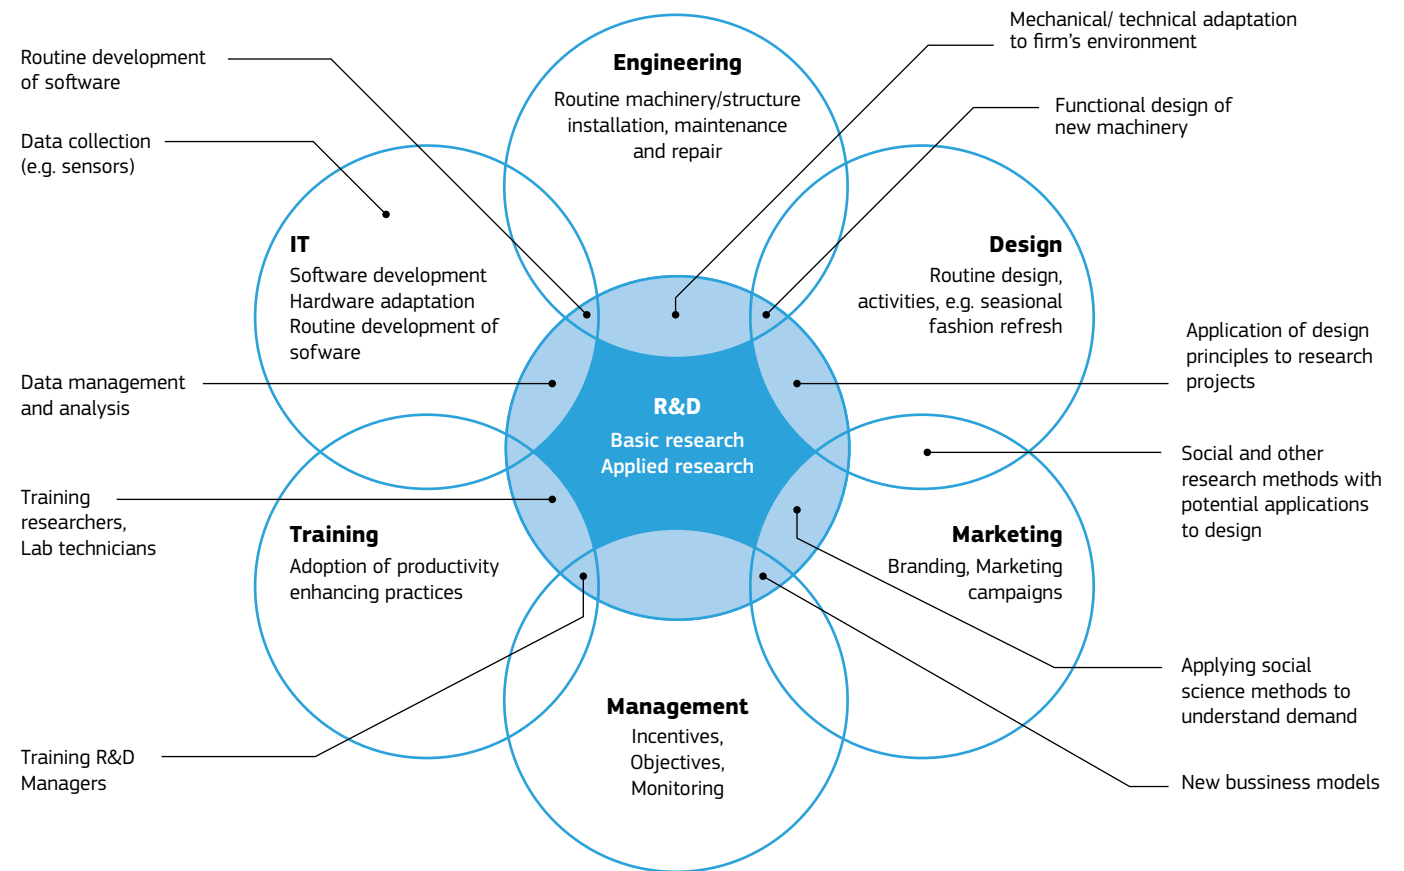 Mechanical/ technical adaptation
to firm's environment
Routine development
of software
Engineering
Routine machinery/structure
installation, maintenance
and repair
Functional design of
new machinery
Data collection
(e.g. sensors)
IT
Software development
Hardware adaptation
Routine development of
sofware
Design
Routine design,
activities, e.g. seasional
fashion refresh
Application of design
principles to research
projects
Data management
and analysis
R&D
Basic research
Applied research
Social and other
research methods with
potential applications
to design
Training
researchers,
Lab technicians
Training
Adoption of productivity
enhancing practices
Marketing
Branding, Marketing
campaigns
Applying social
science methods to
understand demand
Management
Incentives,
Objectives,
Monitoring
Training R&D
Managers
New bussiness models